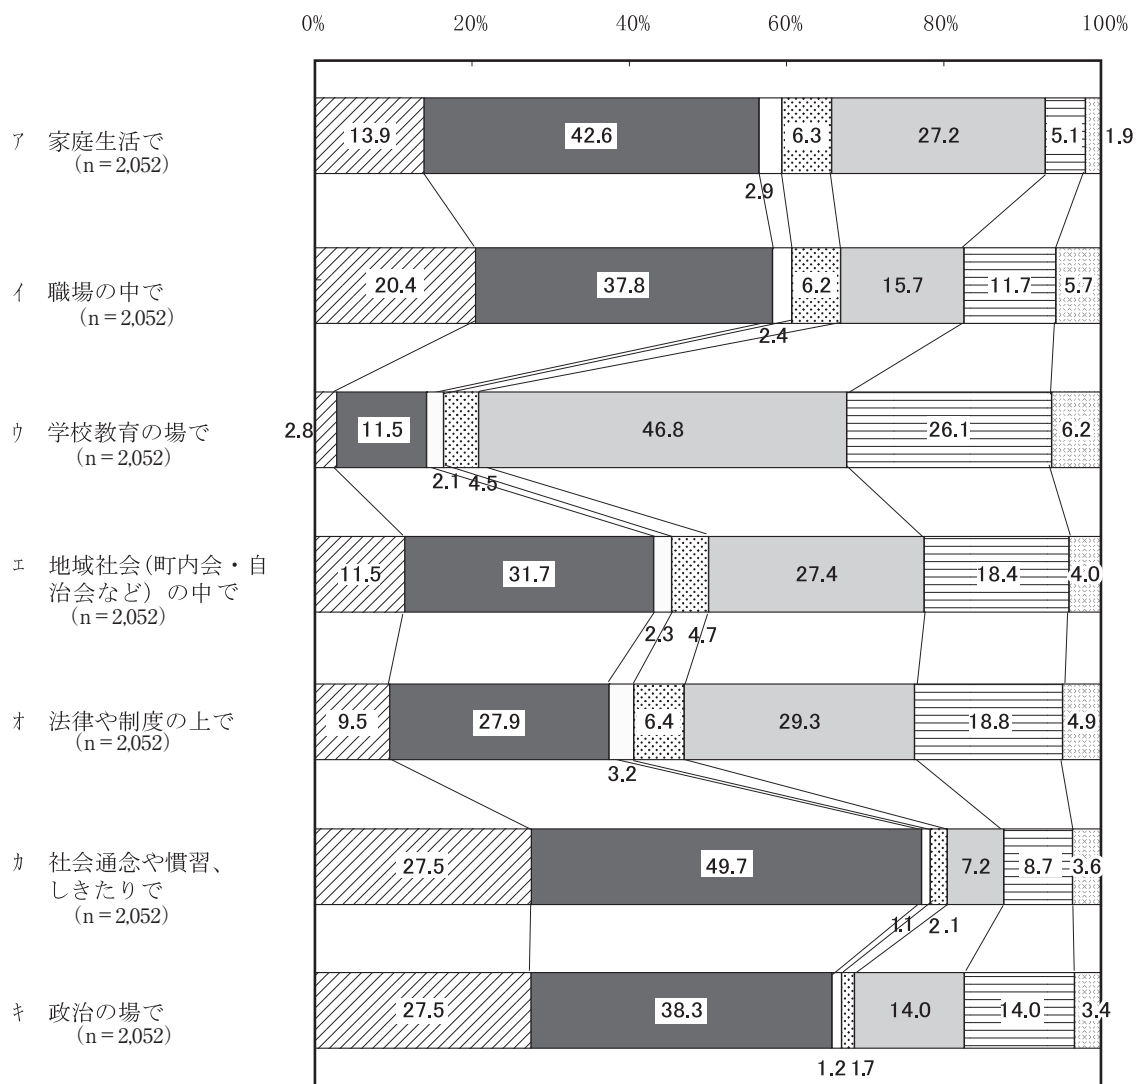 0% 20% 40% 60% 80% 100%
ｱ 家庭生活で
(n=2,052)
13.9 42.6 2.9 6.3 27.2 5.1 1.9
ｲ 職場の中で
(n=2,052)
20.4 37.8 2.4 6.2 15.7 11.7 5.7
ｳ 学校教育の場で
(n=2,052)
2.8 11.5 2.1 4.5 46.8 26.1 6.2
ｴ 地域社会(町内会・自
治会など)の中で
(n=2,052)
11.5 31.7 2.3 4.7 27.4 18.4 4.0
ｵ 法律や制度の上で
(n=2,052)
9.5 27.9 3.2 6.4 29.3 18.8 4.9
ｶ 社会通念や慣習、
しきたりで
(n=2,052)
27.5 49.7 1.1 2.1 7.2 8.7 3.6
ｷ 政治の場で
(n=2,052)
27.5 38.3 1.2 1.7 14.0 14.0 3.4